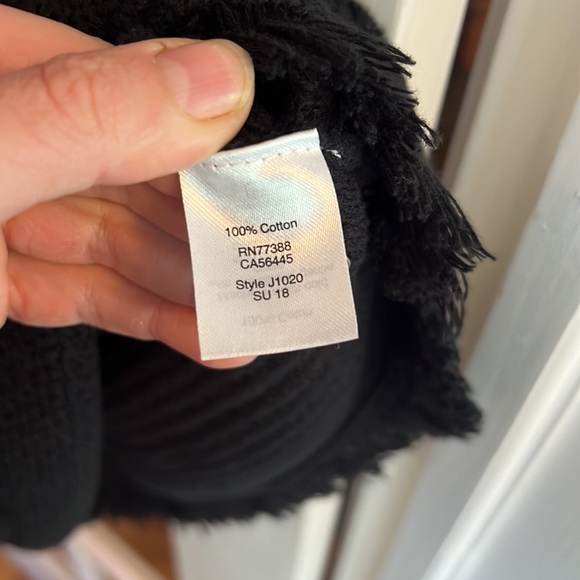 100% Cotton
RN77388
CA56445
Style J1020
SU 18